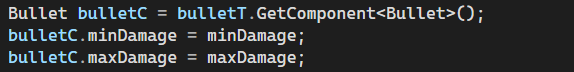 Bullet bulletC = bulletT.GetComponent<Bullet>();
bulletC.minDamage = minDamage;
bulletC.maxDamage = maxDamage;